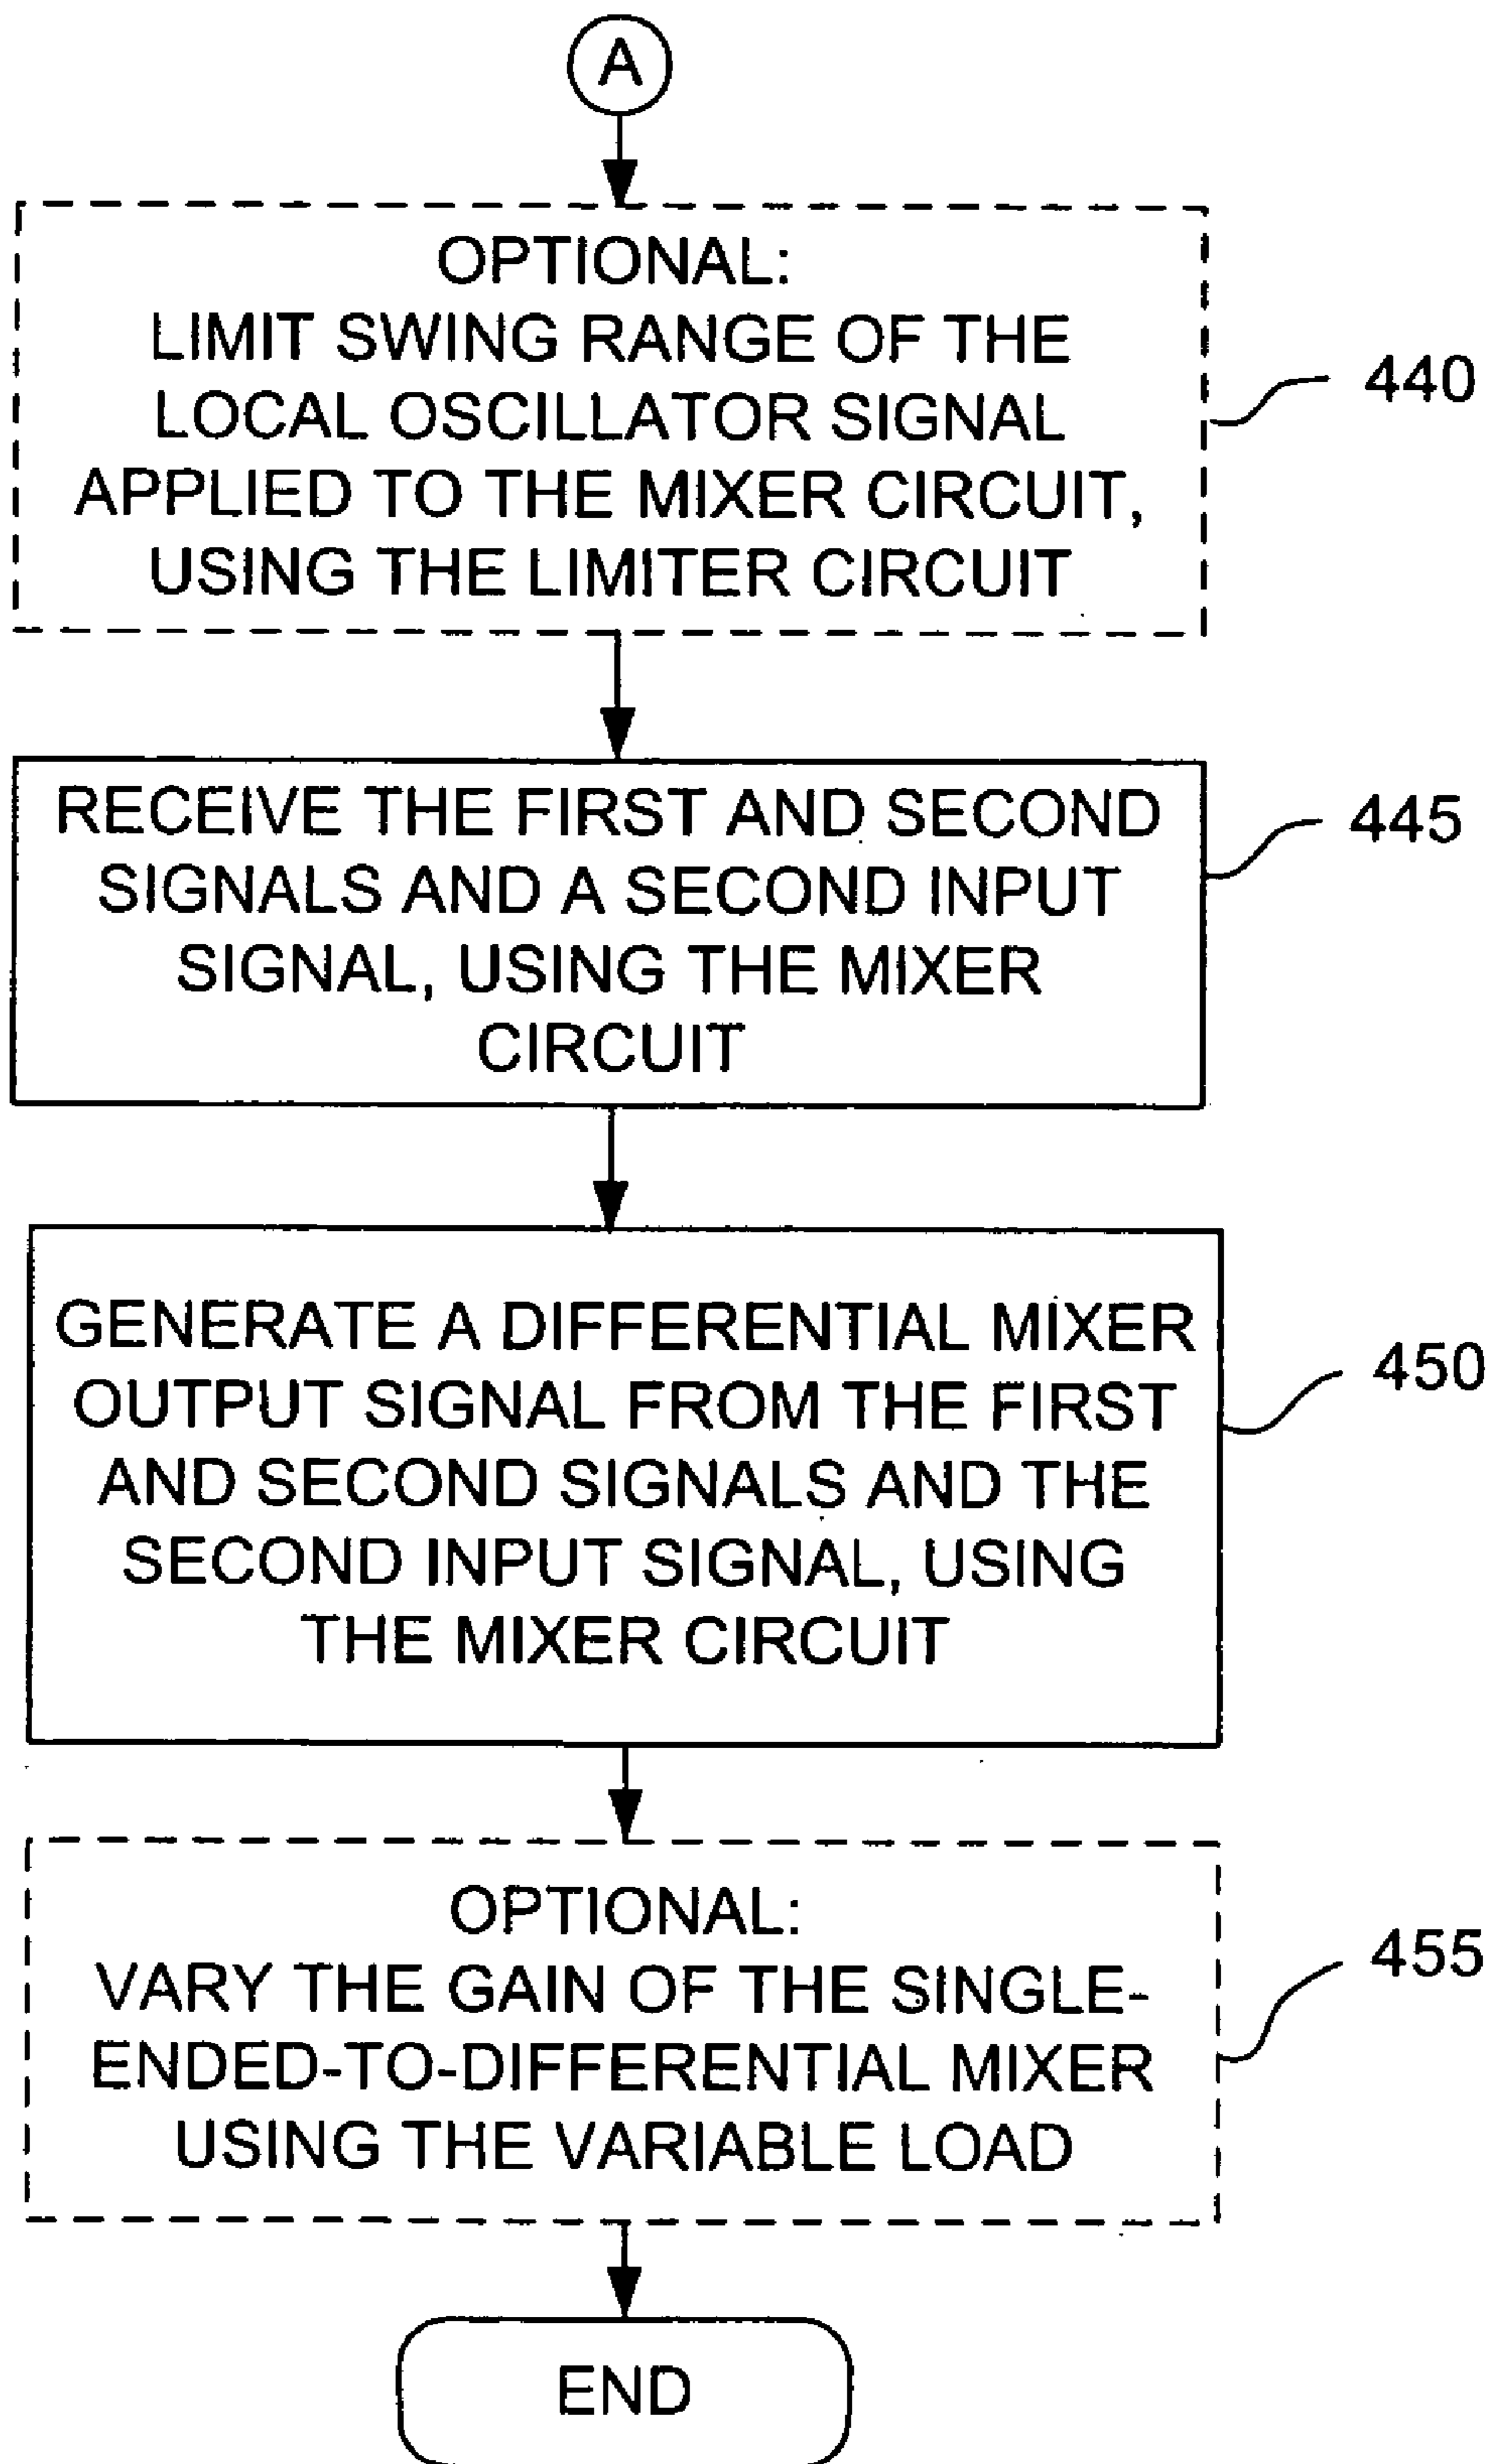 A
OPTIONAL:
LIMIT SWING RANGE OF THE
LOCAL OSCILLATOR SIGNAL
APPLIED TO THE MIXER CIRCUIT,
USING THE LIMITER CIRCUIT
440
RECEIVE THE FIRST AND SECOND
SIGNALS AND A SECOND INPUT
SIGNAL, USING THE MIXER
CIRCUIT
445
GENERATE A DIFFERENTIAL MIXER
OUTPUT SIGNAL FROM THE FIRST
AND SECOND SIGNALS AND THE
SECOND INPUT SIGNAL, USING
THE MIXER CIRCUIT
450
OPTIONAL:
VARY THE GAIN OF THE SINGLE-
ENDED-TO-DIFFERENTIAL MIXER
USING THE VARIABLE LOAD
455
END